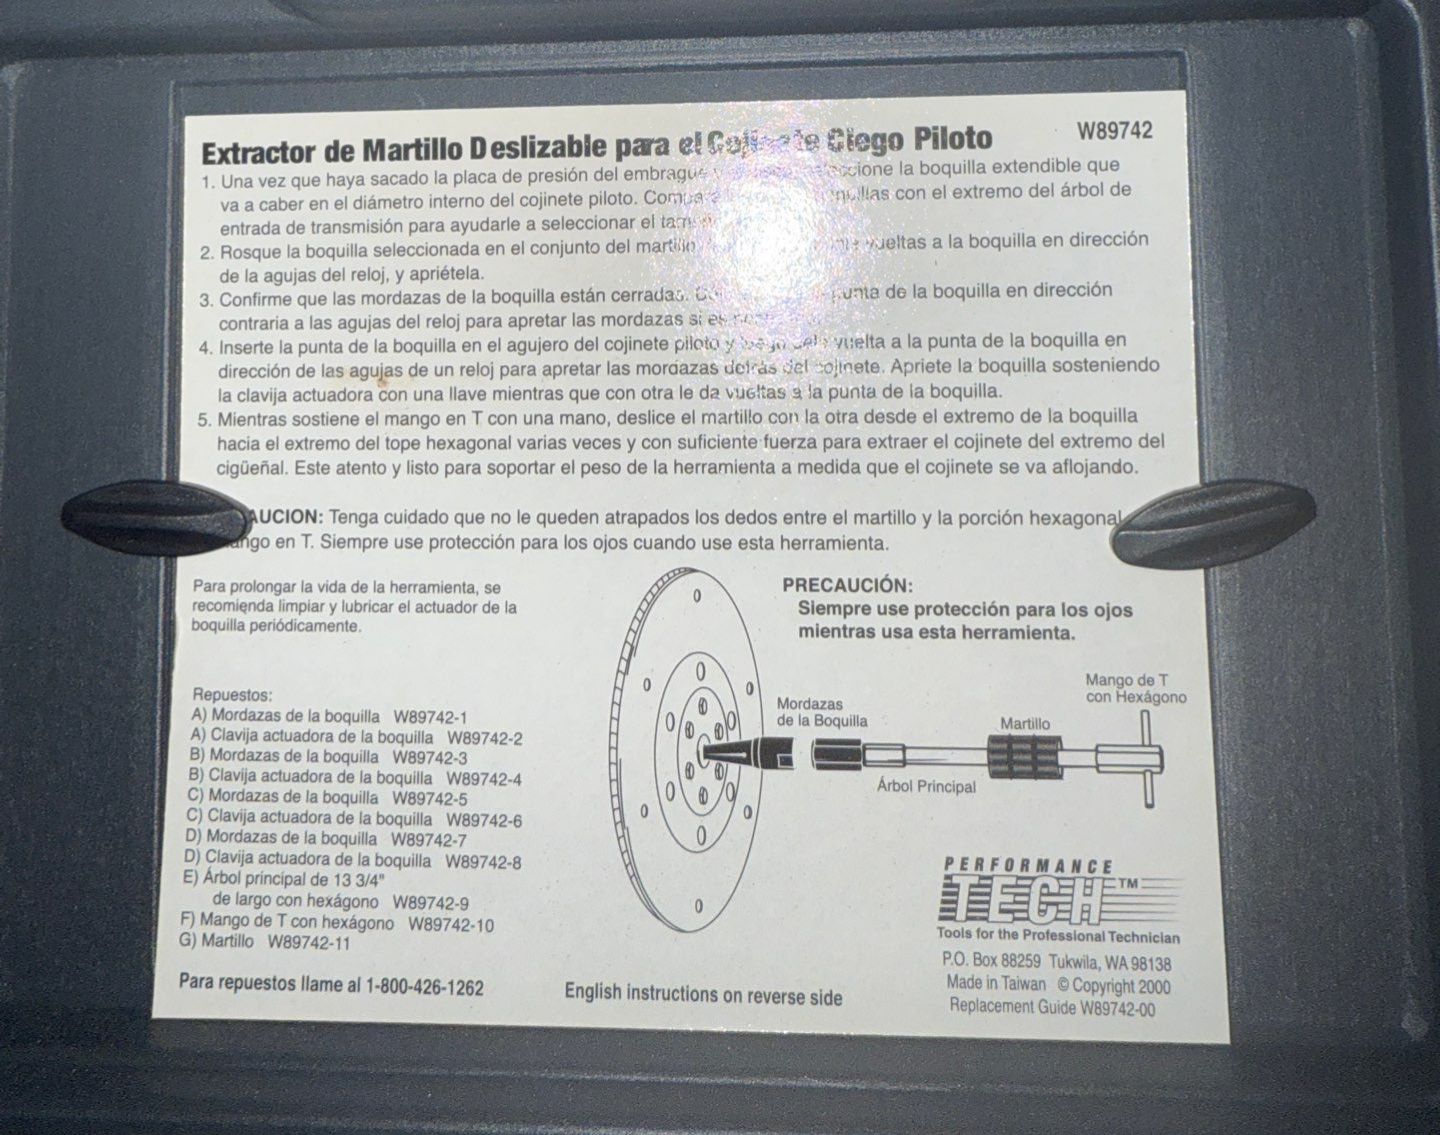 Extractor de Martillo Deslizable para el Ciego Piloto
W89742
1. Una vez que haya sacado la placa de presión del embrague la boquilla extendible que
va a caber en el diámetro interno del cojinete piloto. con el extremo del árbol de
entrada de transmisión para ayudarle a seleccionar el
2. Rosque la boquilla seleccionada en el conjunto del martillo vueltas a la boquilla en dirección
de la agujas del reloj, y apriétela.
3. Confirme que las mordazas de la boquilla están cerradas. punta de la boquilla en dirección
contraria a las agujas del reloj para apretar las mordazas si es
4. Inserte la punta de la boquilla en el agujero del cojinete piloto y vuelta a la punta de la boquilla en
dirección de las agujas de un reloj para apretar las mordazas detrás del cojinete. Apriete la boquilla sosteniendo
la clavija actuadora con una llave mientras que con otra le da vueltas a la punta de la boquilla.
5. Mientras sostiene el mango en T con una mano, deslice el martillo con la otra desde el extremo de la boquilla
hacia el extremo del tope hexagonal varias veces y con suficiente fuerza para extraer el cojinete del extremo del
cigüeñal. Este atento y listo para soportar el peso de la herramienta a medida que el cojinete se va aflojando.
AUCION: Tenga cuidado que no le queden atrapados los dedos entre el martillo y la porción hexagonal
ango en T. Siempre use protección para los ojos cuando use esta herramienta.
Para prolongar la vida de la herramienta, se
recomienda limpiar y lubricar el actuador de la
boquilla periódicamente.
PRECAUCIÓN:
Siempre use protección para los ojos
mientras usa esta herramienta.
Mordazas
de la Boquilla
Árbol Principal
Martillo
Mango de T
con Hexágono
Repuestos:
A) Mordazas de la boquilla W89742-1
A) Clavija actuadora de la boquilla W89742-2
B) Mordazas de la boquilla W89742-3
B) Clavija actuadora de la boquilla W89742-4
C) Mordazas de la boquilla W89742-5
C) Clavija actuadora de la boquilla W89742-6
D) Mordazas de la boquilla W89742-7
D) Clavija actuadora de la boquilla W89742-8
E) Árbol principal de 13 3/4"
de largo con hexágono W89742-9
F) Mango de T con hexágono W89742-10
G) Martillo W89742-11
Para repuestos llame al 1-800-426-1262
English instructions on reverse side
PERFORMANCE
TECH™
Tools for the Professional Technician
P.O. Box 88259 Tukwila, WA 98138
Made in Taiwan © Copyright 2000
Replacement Guide W89742-00